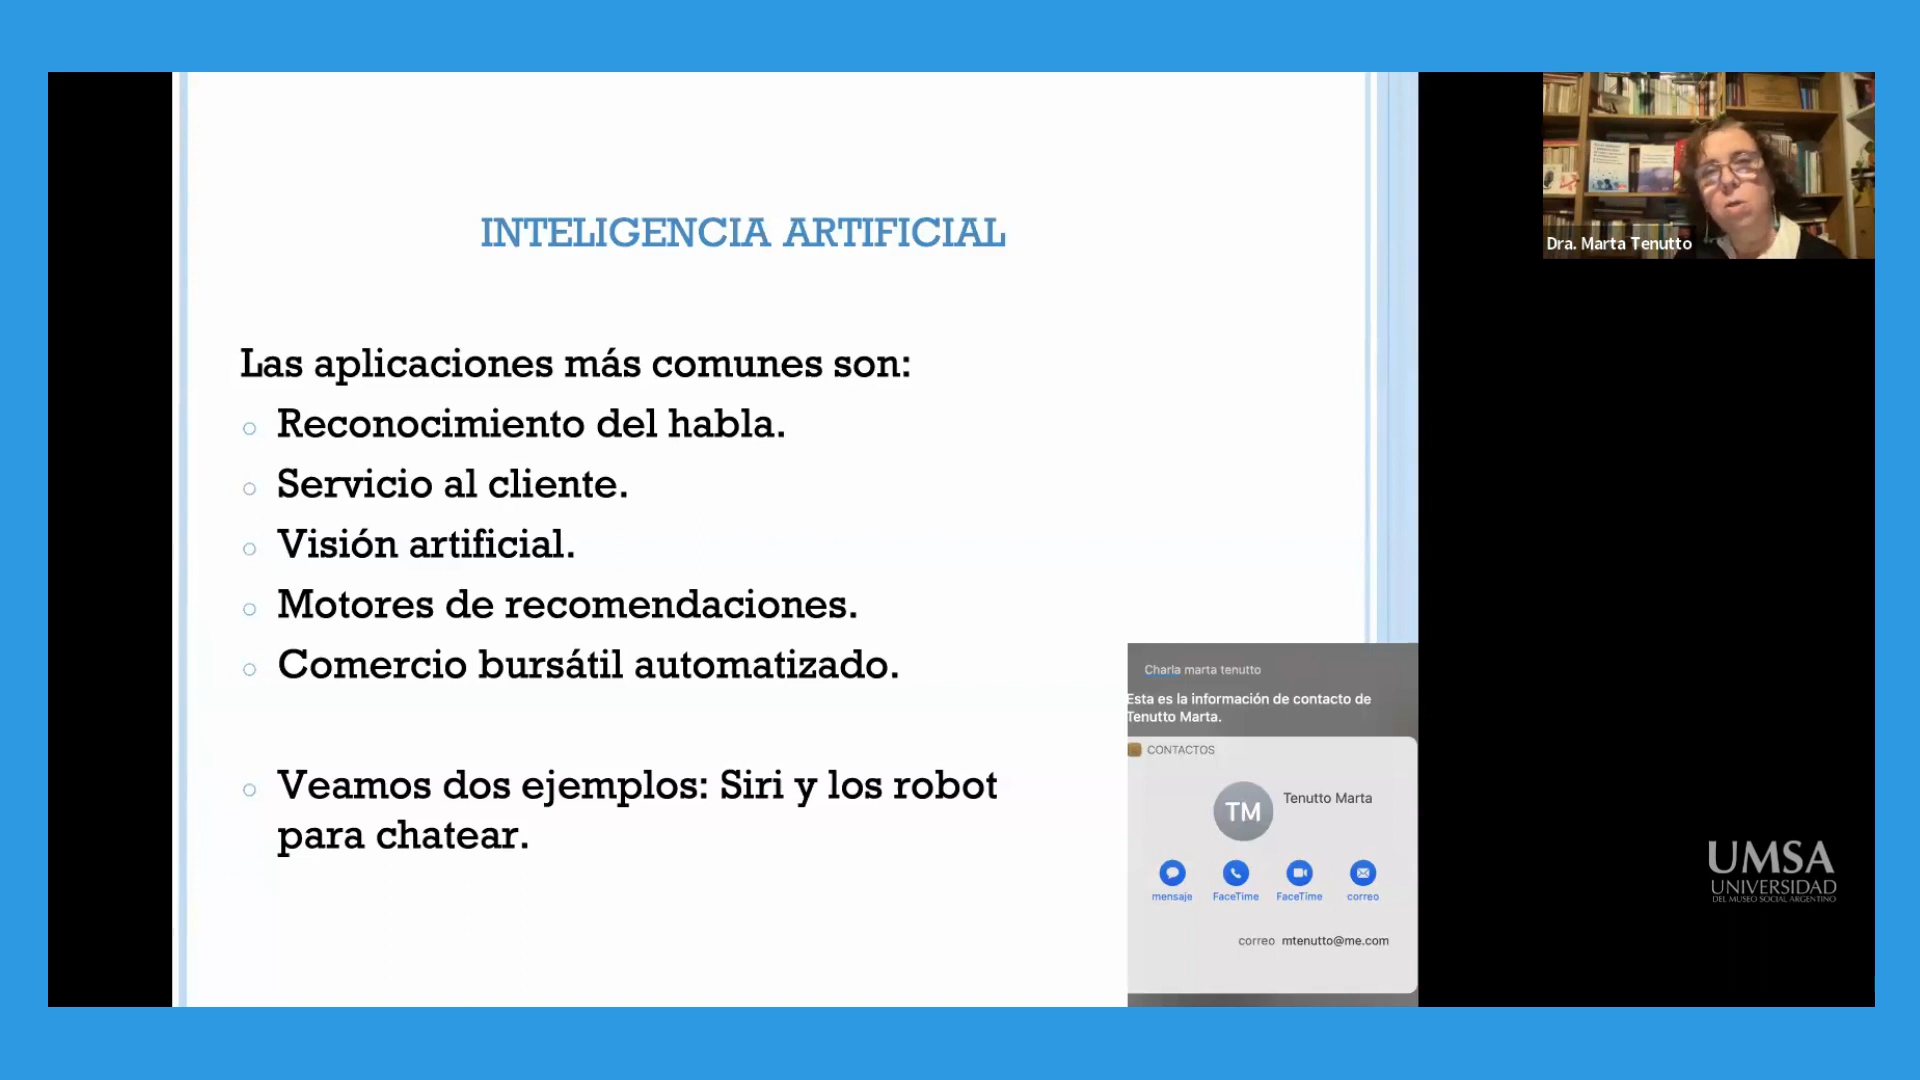 INTELIGENCIA ARTIFICIAL
Las aplicaciones más comunes son:
Reconocimiento del habla.
Servicio al cliente.
Visión artificial.
Motores de recomendaciones.
Comercio bursátil automatizado.
Veamos dos ejemplos: Siri y los robot
para chatear.
Charla marta tenutto
Esta es la información de contacto de
Tenutto Marta.
CONTACTOS
TM
Tenutto Marta
mensaje FaceTime FaceTime correo
correo mtenutto@me.com
Dra. Marta Tenutto
UMSA
UNIVERSIDAD
DEL MUSEO SOCIAL ARGENTINO